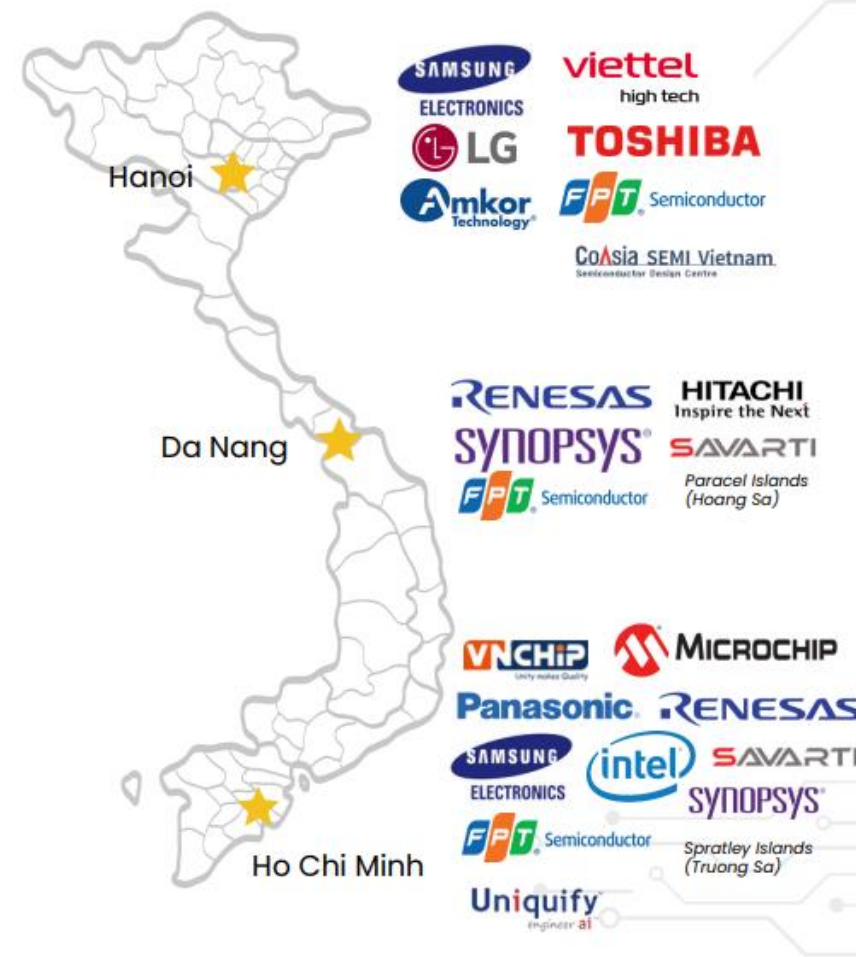 SAMSUNG
ELECTRONICS
viettel
high tech
LG
TOSHIBA
Hanoi
Amkor
Technology®
FPT. Semiconductor
CoAsia SEMI Vietnam
Semiconductor Design Centre
RENESAS
HITACHI
Inspire the Next
Da Nang
SYNOPSYS®
SAVARTI
FPT. Semiconductor
Paracel Islands
(Hoang Sa)
VNCHIP
Unity makes Quality
MICROCHIP
Panasonic
RENESAS
SAMSUNG
ELECTRONICS
intel
SAVARTI
SYNOPSYS®
FPT. Semiconductor
Spratley Islands
(Truong Sa)
Ho Chi Minh
Uniquify
engineer ai